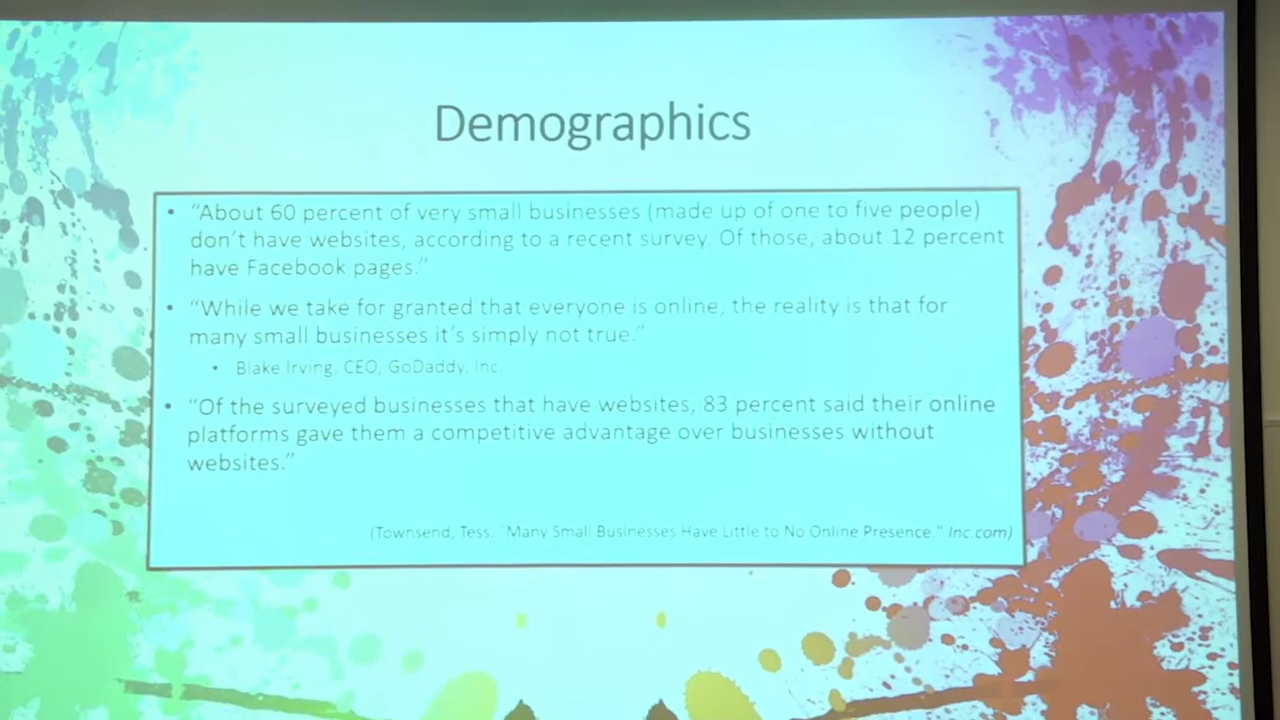 Demographics
• “About 60 percent of very small businesses (made up of one to five people)
don’t have websites, according to a recent survey. Of those, about 12 percent
have Facebook pages.”
• “While we take for granted that everyone is online, the reality is that for
many small businesses it’s simply not true.”
• Blake Irving, CEO, GoDaddy, Inc.
• “Of the surveyed businesses that have websites, 83 percent said their online
platforms gave them a competitive advantage over businesses without
websites.”
(Townsend, Tess. “Many Small Businesses Have Little to No Online Presence.” Inc.com)